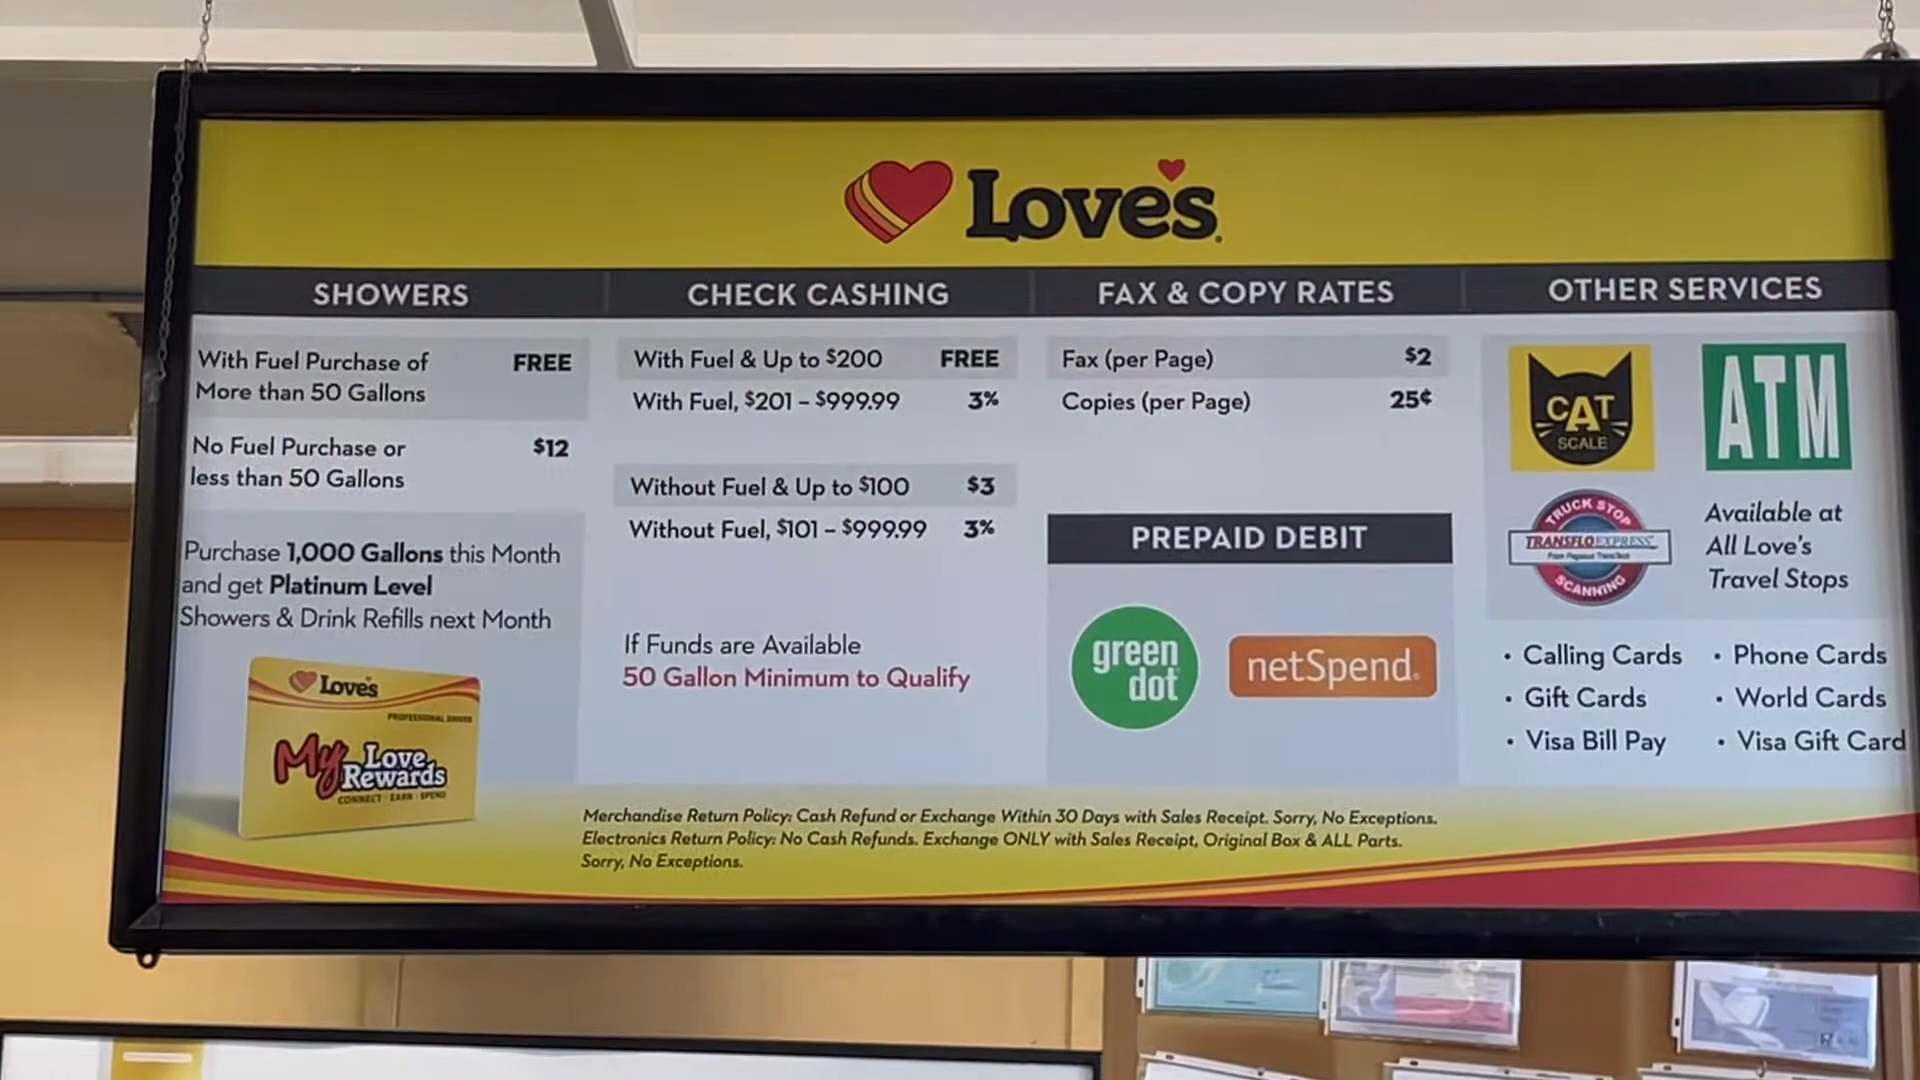 Love's
SHOWERS
With Fuel Purchase of
More than 50 Gallons
FREE
No Fuel Purchase or
less than 50 Gallons
$12
Purchase 1,000 Gallons this Month
and get Platinum Level
Showers & Drink Refills next Month
Love's
PROFESSIONAL DRIVER
My Love
Rewards
CONNECT · EARN · SPEND
CHECK CASHING
With Fuel & Up to $200 FREE
With Fuel, $201 – $999.99 3%
Without Fuel & Up to $100 $3
Without Fuel, $101 – $999.99 3%
If Funds are Available
50 Gallon Minimum to Qualify
FAX & COPY RATES
Fax (per Page) $2
Copies (per Page) 25¢
PREPAID DEBIT
green
dot
netSpend
OTHER SERVICES
CAT
SCALE
ATM
TRUCK STOP
TRANSFLO EXPRESS
From Pegasus TransTech
SCANNING
Available at
All Love's
Travel Stops
• Calling Cards
• Gift Cards
• Visa Bill Pay
• Phone Cards
• World Cards
• Visa Gift Card
Merchandise Return Policy: Cash Refund or Exchange Within 30 Days with Sales Receipt. Sorry, No Exceptions.
Electronics Return Policy: No Cash Refunds. Exchange ONLY with Sales Receipt, Original Box & ALL Parts.
Sorry, No Exceptions.